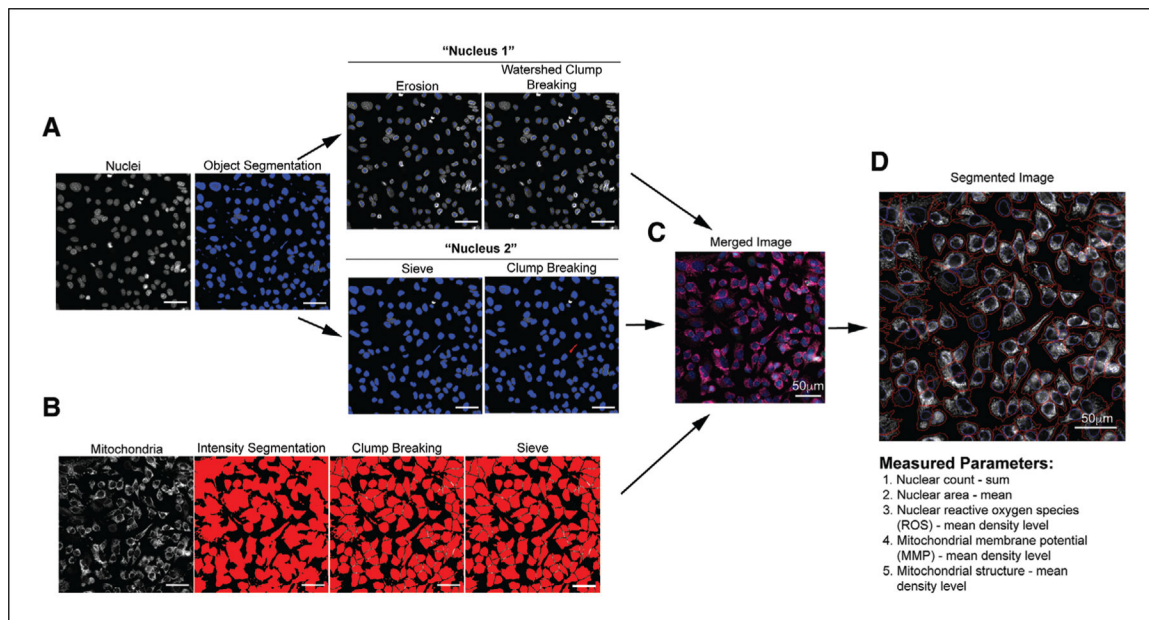 "Nucleus 1"
Erosion
Watershed Clump
Breaking
A
Nuclei
Object Segmentation
"Nucleus 2"
Sieve
Clump Breaking
B
Mitochondria
Intensity Segmentation
Clump Breaking
Sieve
C
Merged Image
50μm
D
Segmented Image
50μm
Measured Parameters:
1. Nuclear count - sum
2. Nuclear area - mean
3. Nuclear reactive oxygen species
(ROS) - mean density level
4. Mitochondrial membrane potential
(MMP) - mean density level
5. Mitochondrial structure - mean
density level